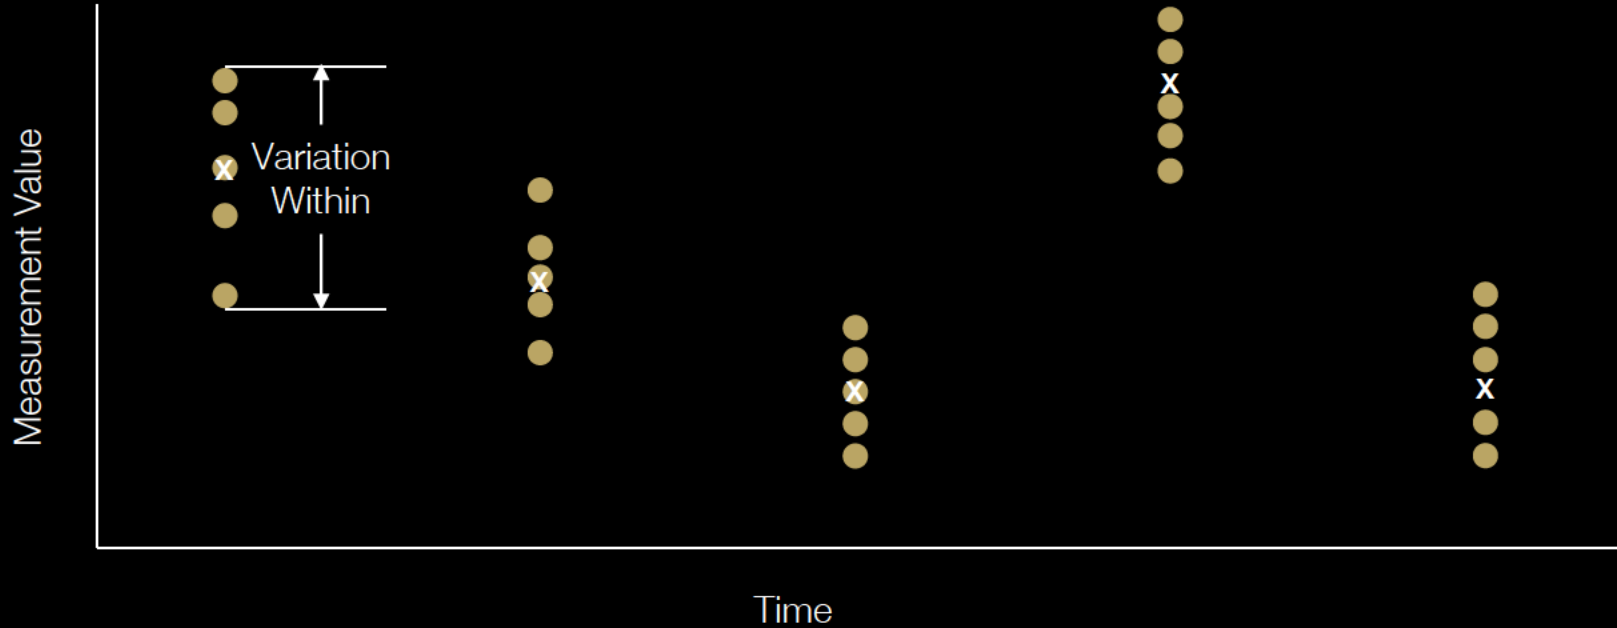 Measurement Value
Variation
Within
x
x
x
x
x
Time